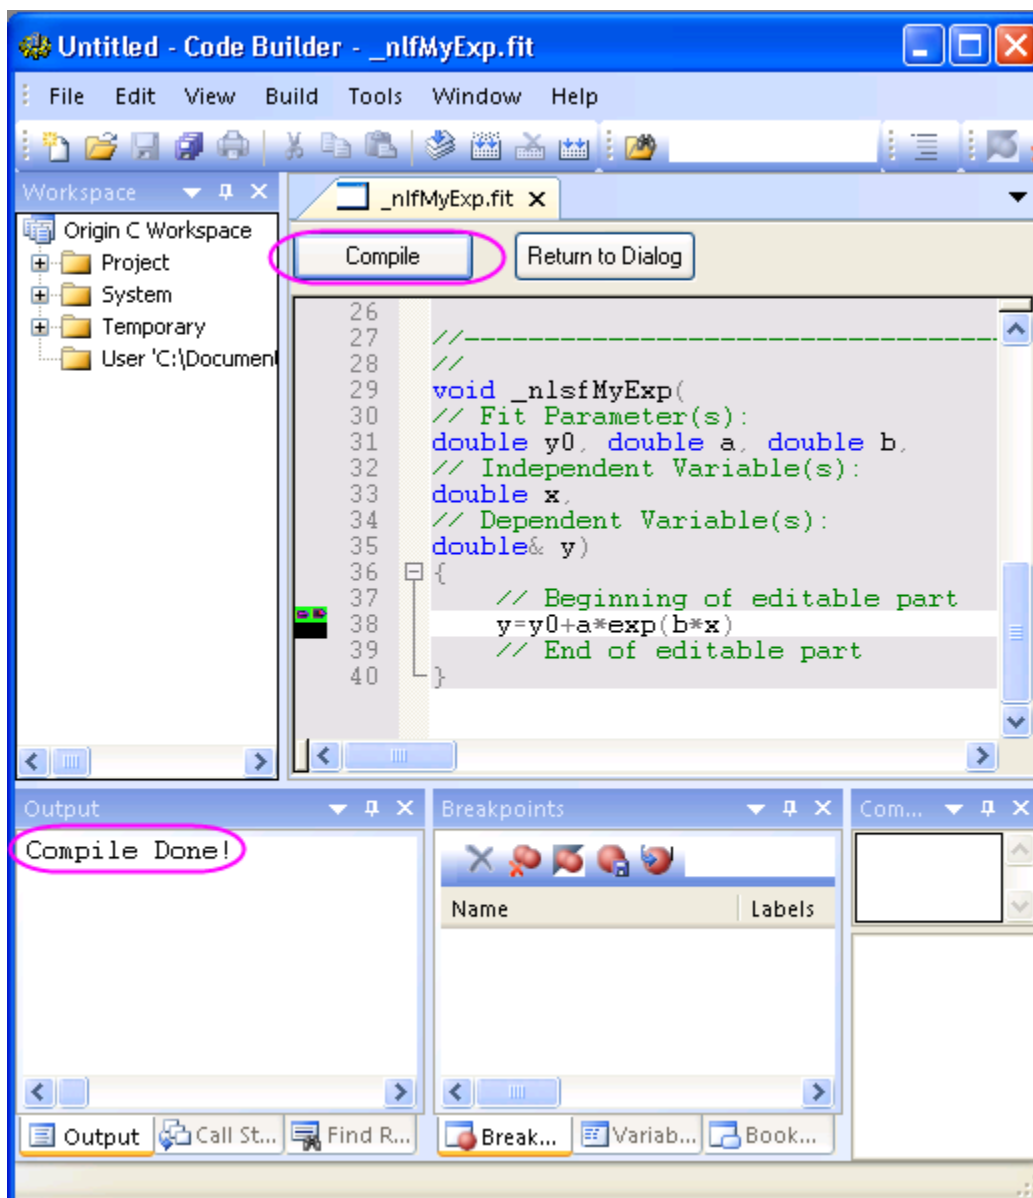 Untitled - Code Builder - _nlfMyExp.fit
File Edit View Build Tools Window Help
Workspace
_nlfMyExp.fit
Origin C Workspace
Project
System
Temporary
User 'C:\Document
Compile
Return to Dialog
26
27 //----------------------------------
28 //
29 void _nlsfMyExp(
30 // Fit Parameter(s):
31 double y0, double a, double b,
32 // Independent Variable(s):
33 double x,
34 // Dependent Variable(s):
35 double& y)
36 {
37 // Beginning of editable part
38 y=y0+a*exp(b*x)
39 // End of editable part
40 }
Output
Compile Done!
Output Call St... Find R...
Breakpoints
Name Labels
Break... Variab... Book...
Com...